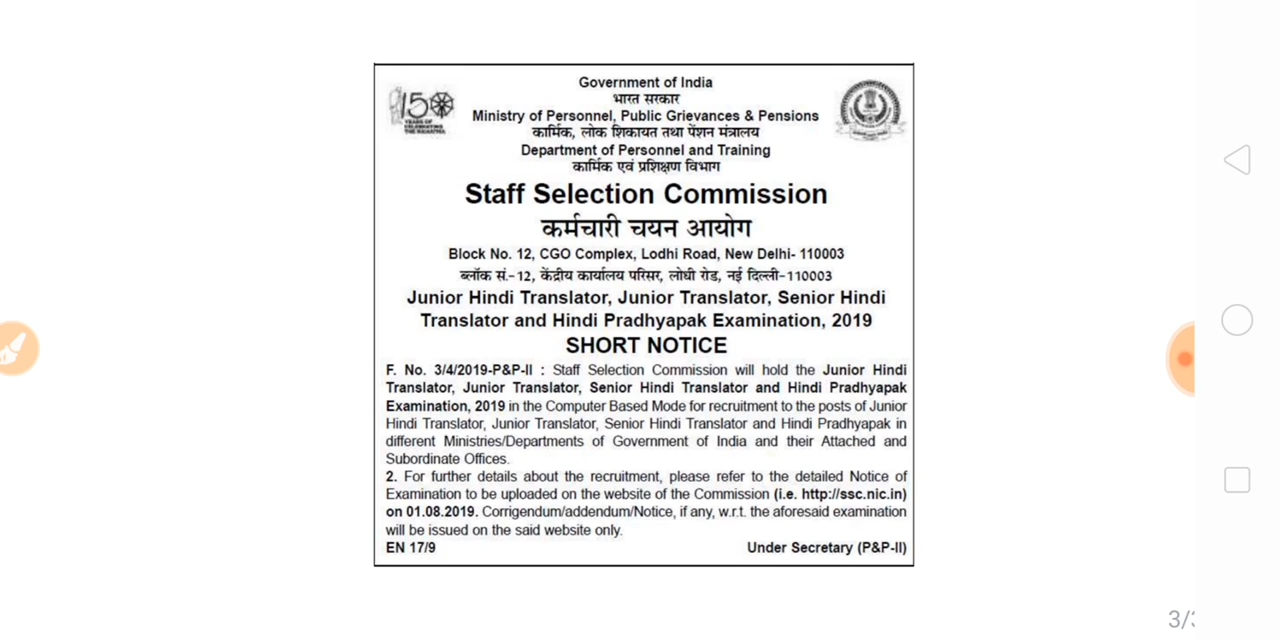 150
YEARS OF
CELEBRATING
THE MAHATMA
Government of India
भारत सरकार
Ministry of Personnel, Public Grievances & Pensions
कार्मिक, लोक शिकायत तथा पेंशन मंत्रालय
Department of Personnel and Training
कार्मिक एवं प्रशिक्षण विभाग
Staff Selection Commission
कर्मचारी चयन आयोग
Block No. 12, CGO Complex, Lodhi Road, New Delhi- 110003
ब्लॉक सं.-12, केंद्रीय कार्यालय परिसर, लोधी रोड, नई दिल्ली-110003
Junior Hindi Translator, Junior Translator, Senior Hindi
Translator and Hindi Pradhyapak Examination, 2019
SHORT NOTICE
F. No. 3/4/2019-P&P-II : Staff Selection Commission will hold the Junior Hindi
Translator, Junior Translator, Senior Hindi Translator and Hindi Pradhyapak
Examination, 2019 in the Computer Based Mode for recruitment to the posts of Junior
Hindi Translator, Junior Translator, Senior Hindi Translator and Hindi Pradhyapak in
different Ministries/Departments of Government of India and their Attached and
Subordinate Offices.
2. For further details about the recruitment, please refer to the detailed Notice of
Examination to be uploaded on the website of the Commission (i.e. http://ssc.nic.in)
on 01.08.2019. Corrigendum/addendum/Notice, if any, w.r.t. the aforesaid examination
will be issued on the said website only.
EN 17/9 Under Secretary (P&P-II)
3/3